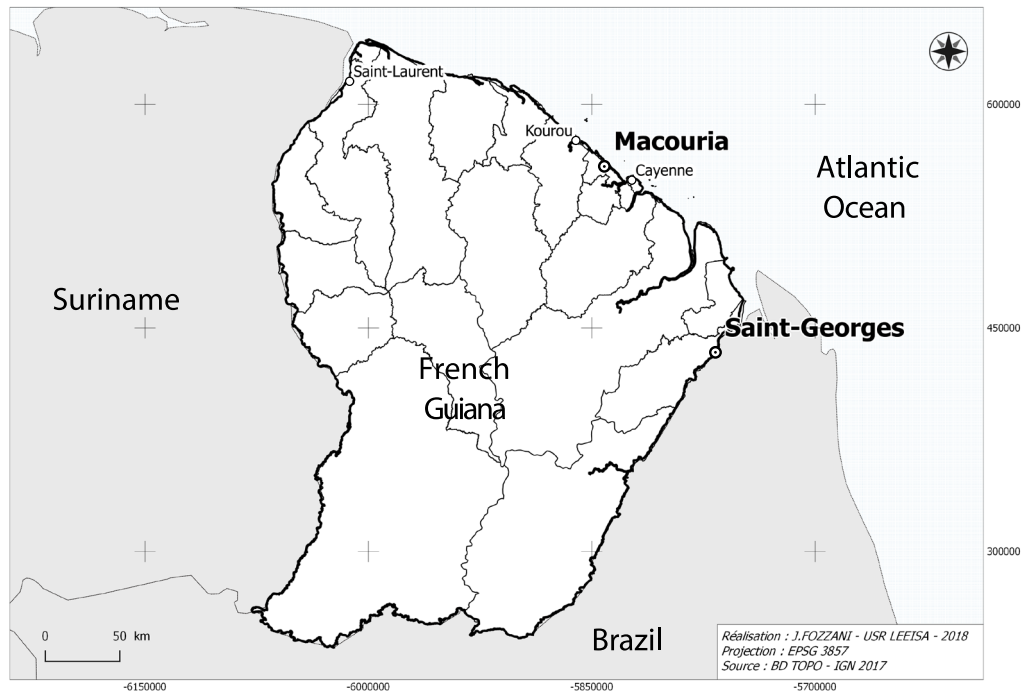 Saint-Laurent
600000
Kourou
Macouria
Cayenne
Atlantic
Ocean
Suriname
Saint-Georges
450000
French
Guiana
300000
0 50 km
Brazil
Réalisation : J.FOZZANI - USR LEEISA - 2018
Projection : EPSG 3857
Source : BD TOPO - IGN 2017
-6150000 -6000000 -5850000 -5700000